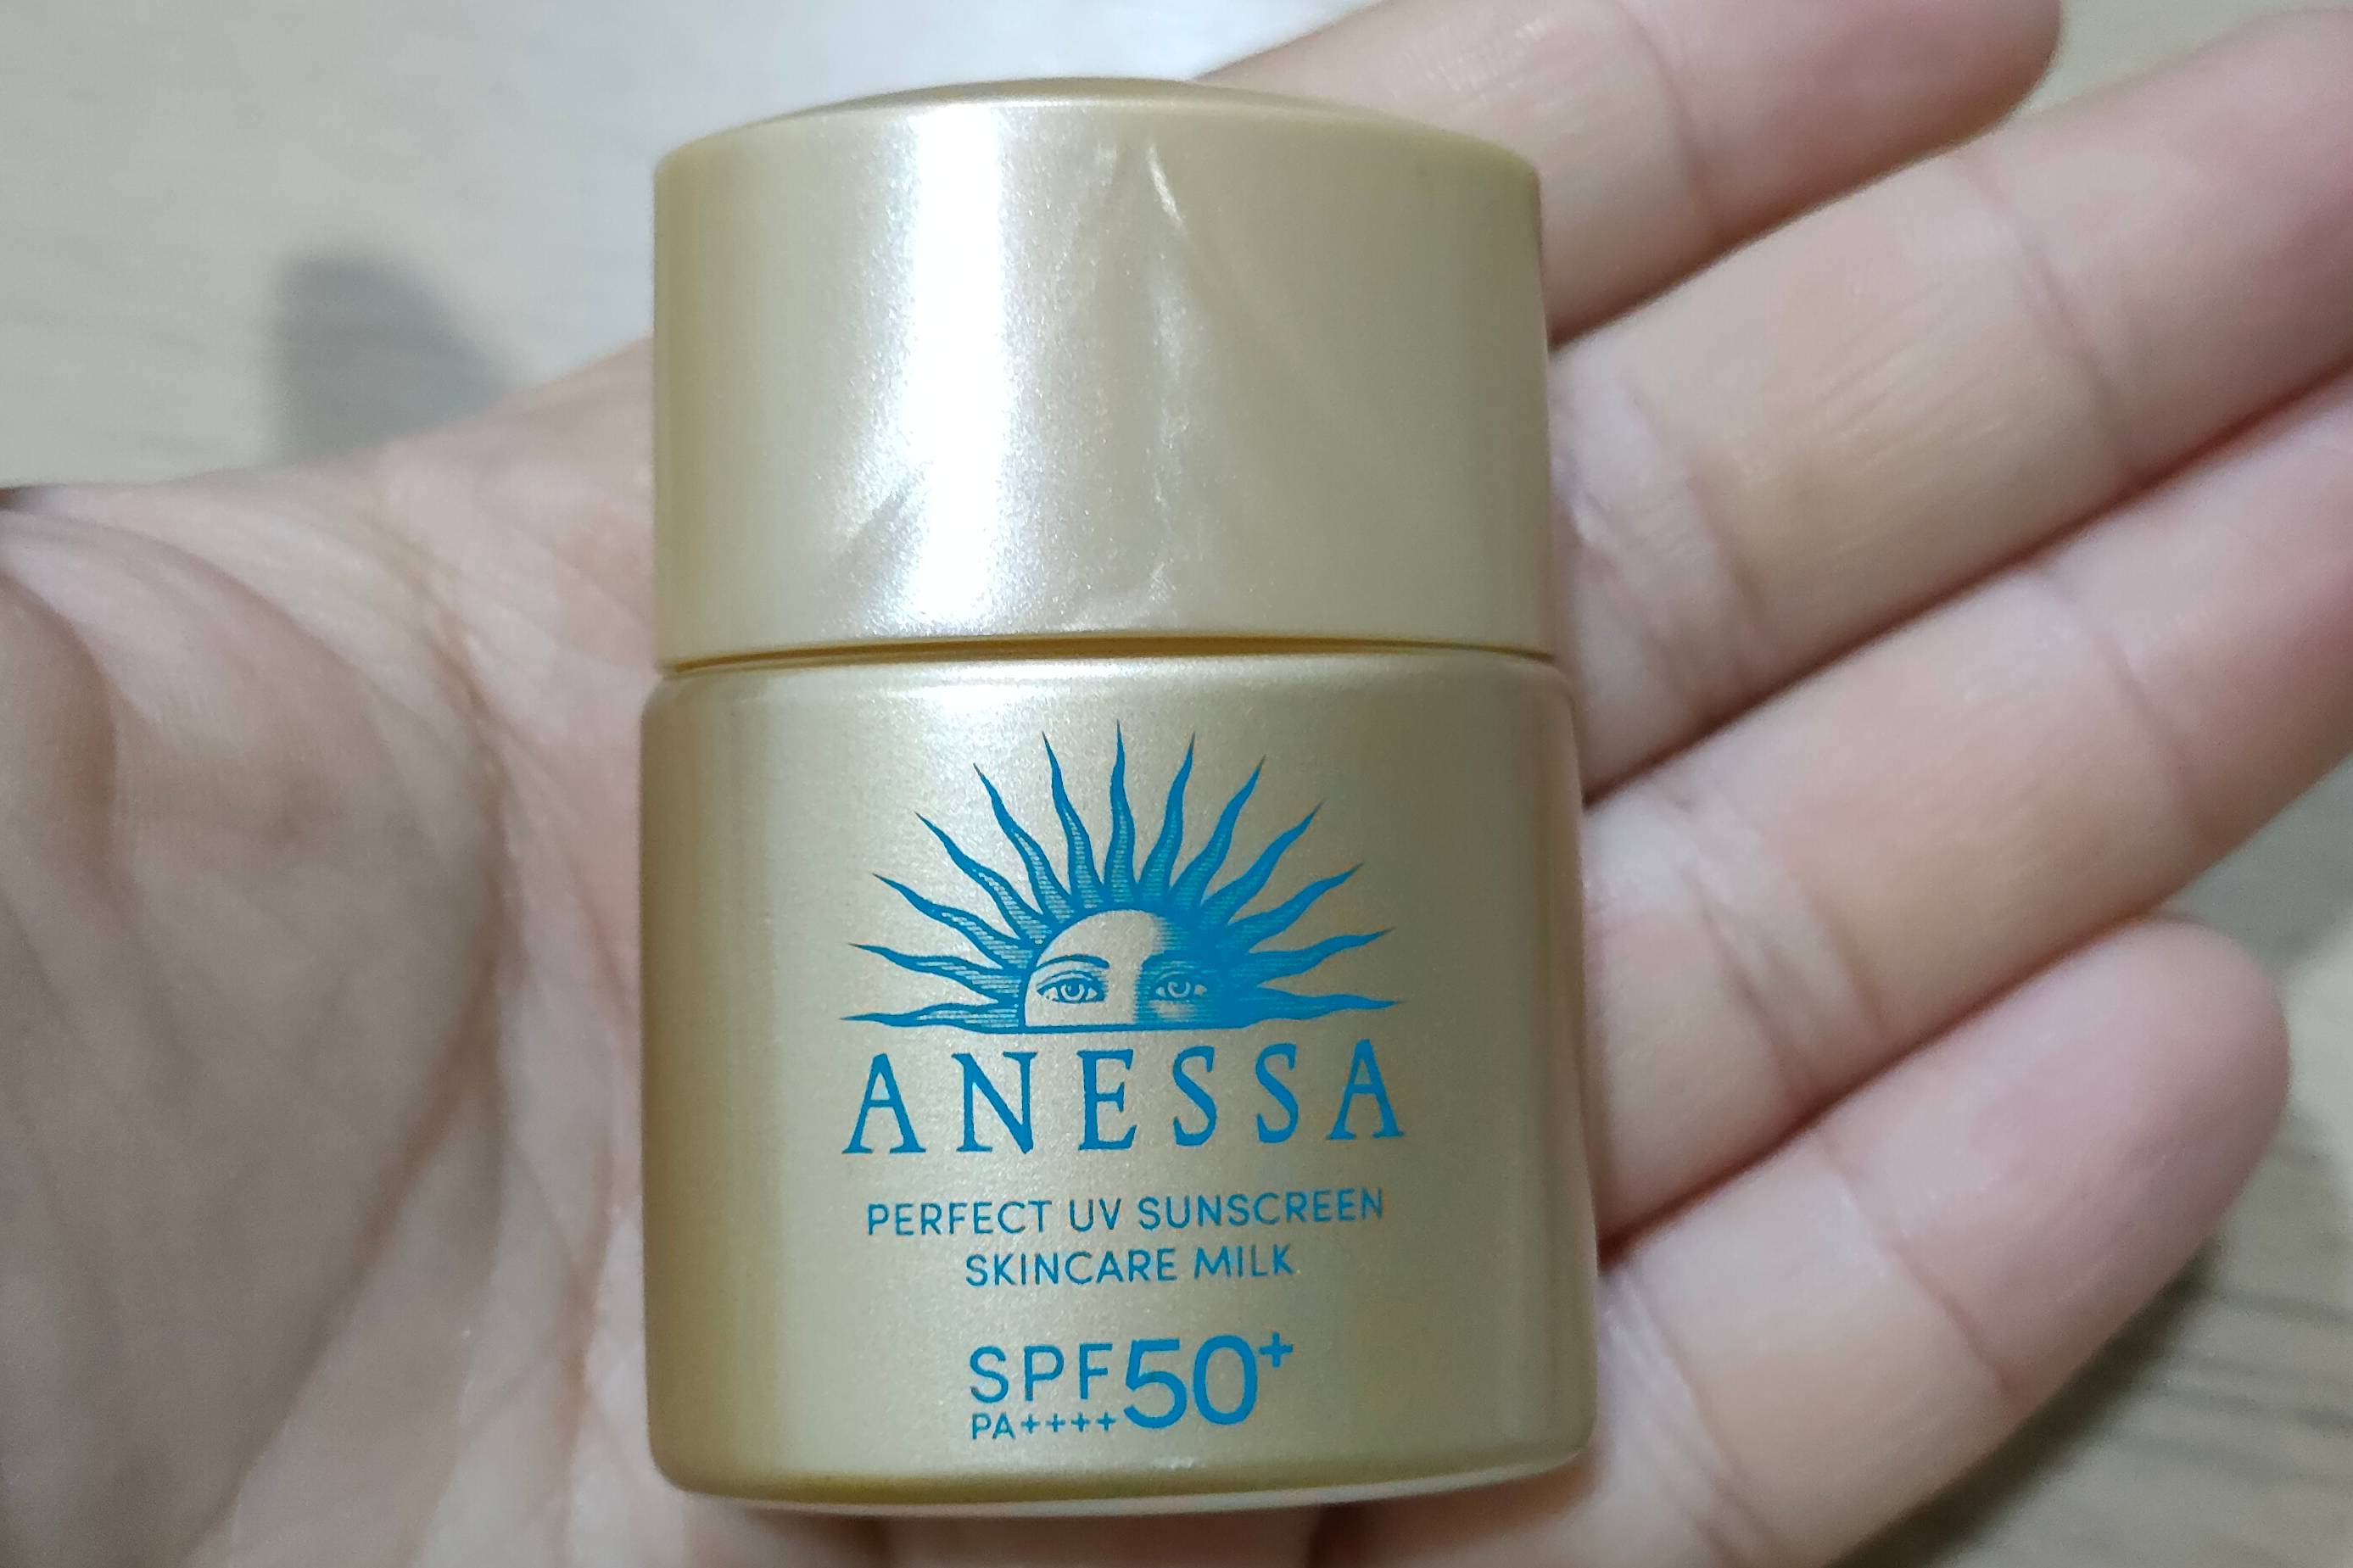 ANESSA
PERFECT UV SUNSCREEN
SKINCARE MILK
SPF50+
PA++++